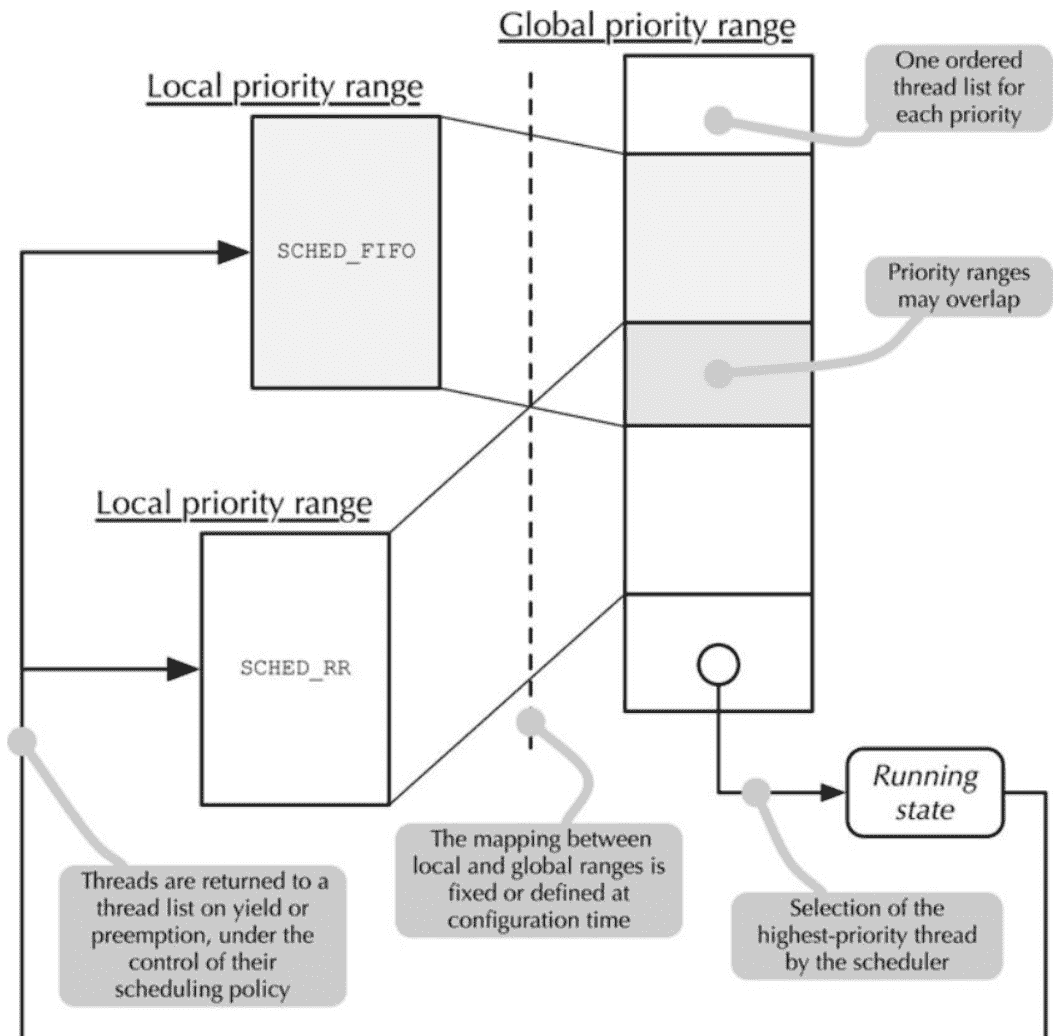 Global priority range
One ordered
thread list for
each priority
Local priority range
SCHED_FIFO
Priority ranges
may overlap
Local priority range
SCHED_RR
Running
state
The mapping between
local and global ranges is
fixed or defined at
configuration time
Threads are returned to a
thread list on yield or
preemption, under the
control of their
scheduling policy
Selection of the
highest-priority thread
by the scheduler